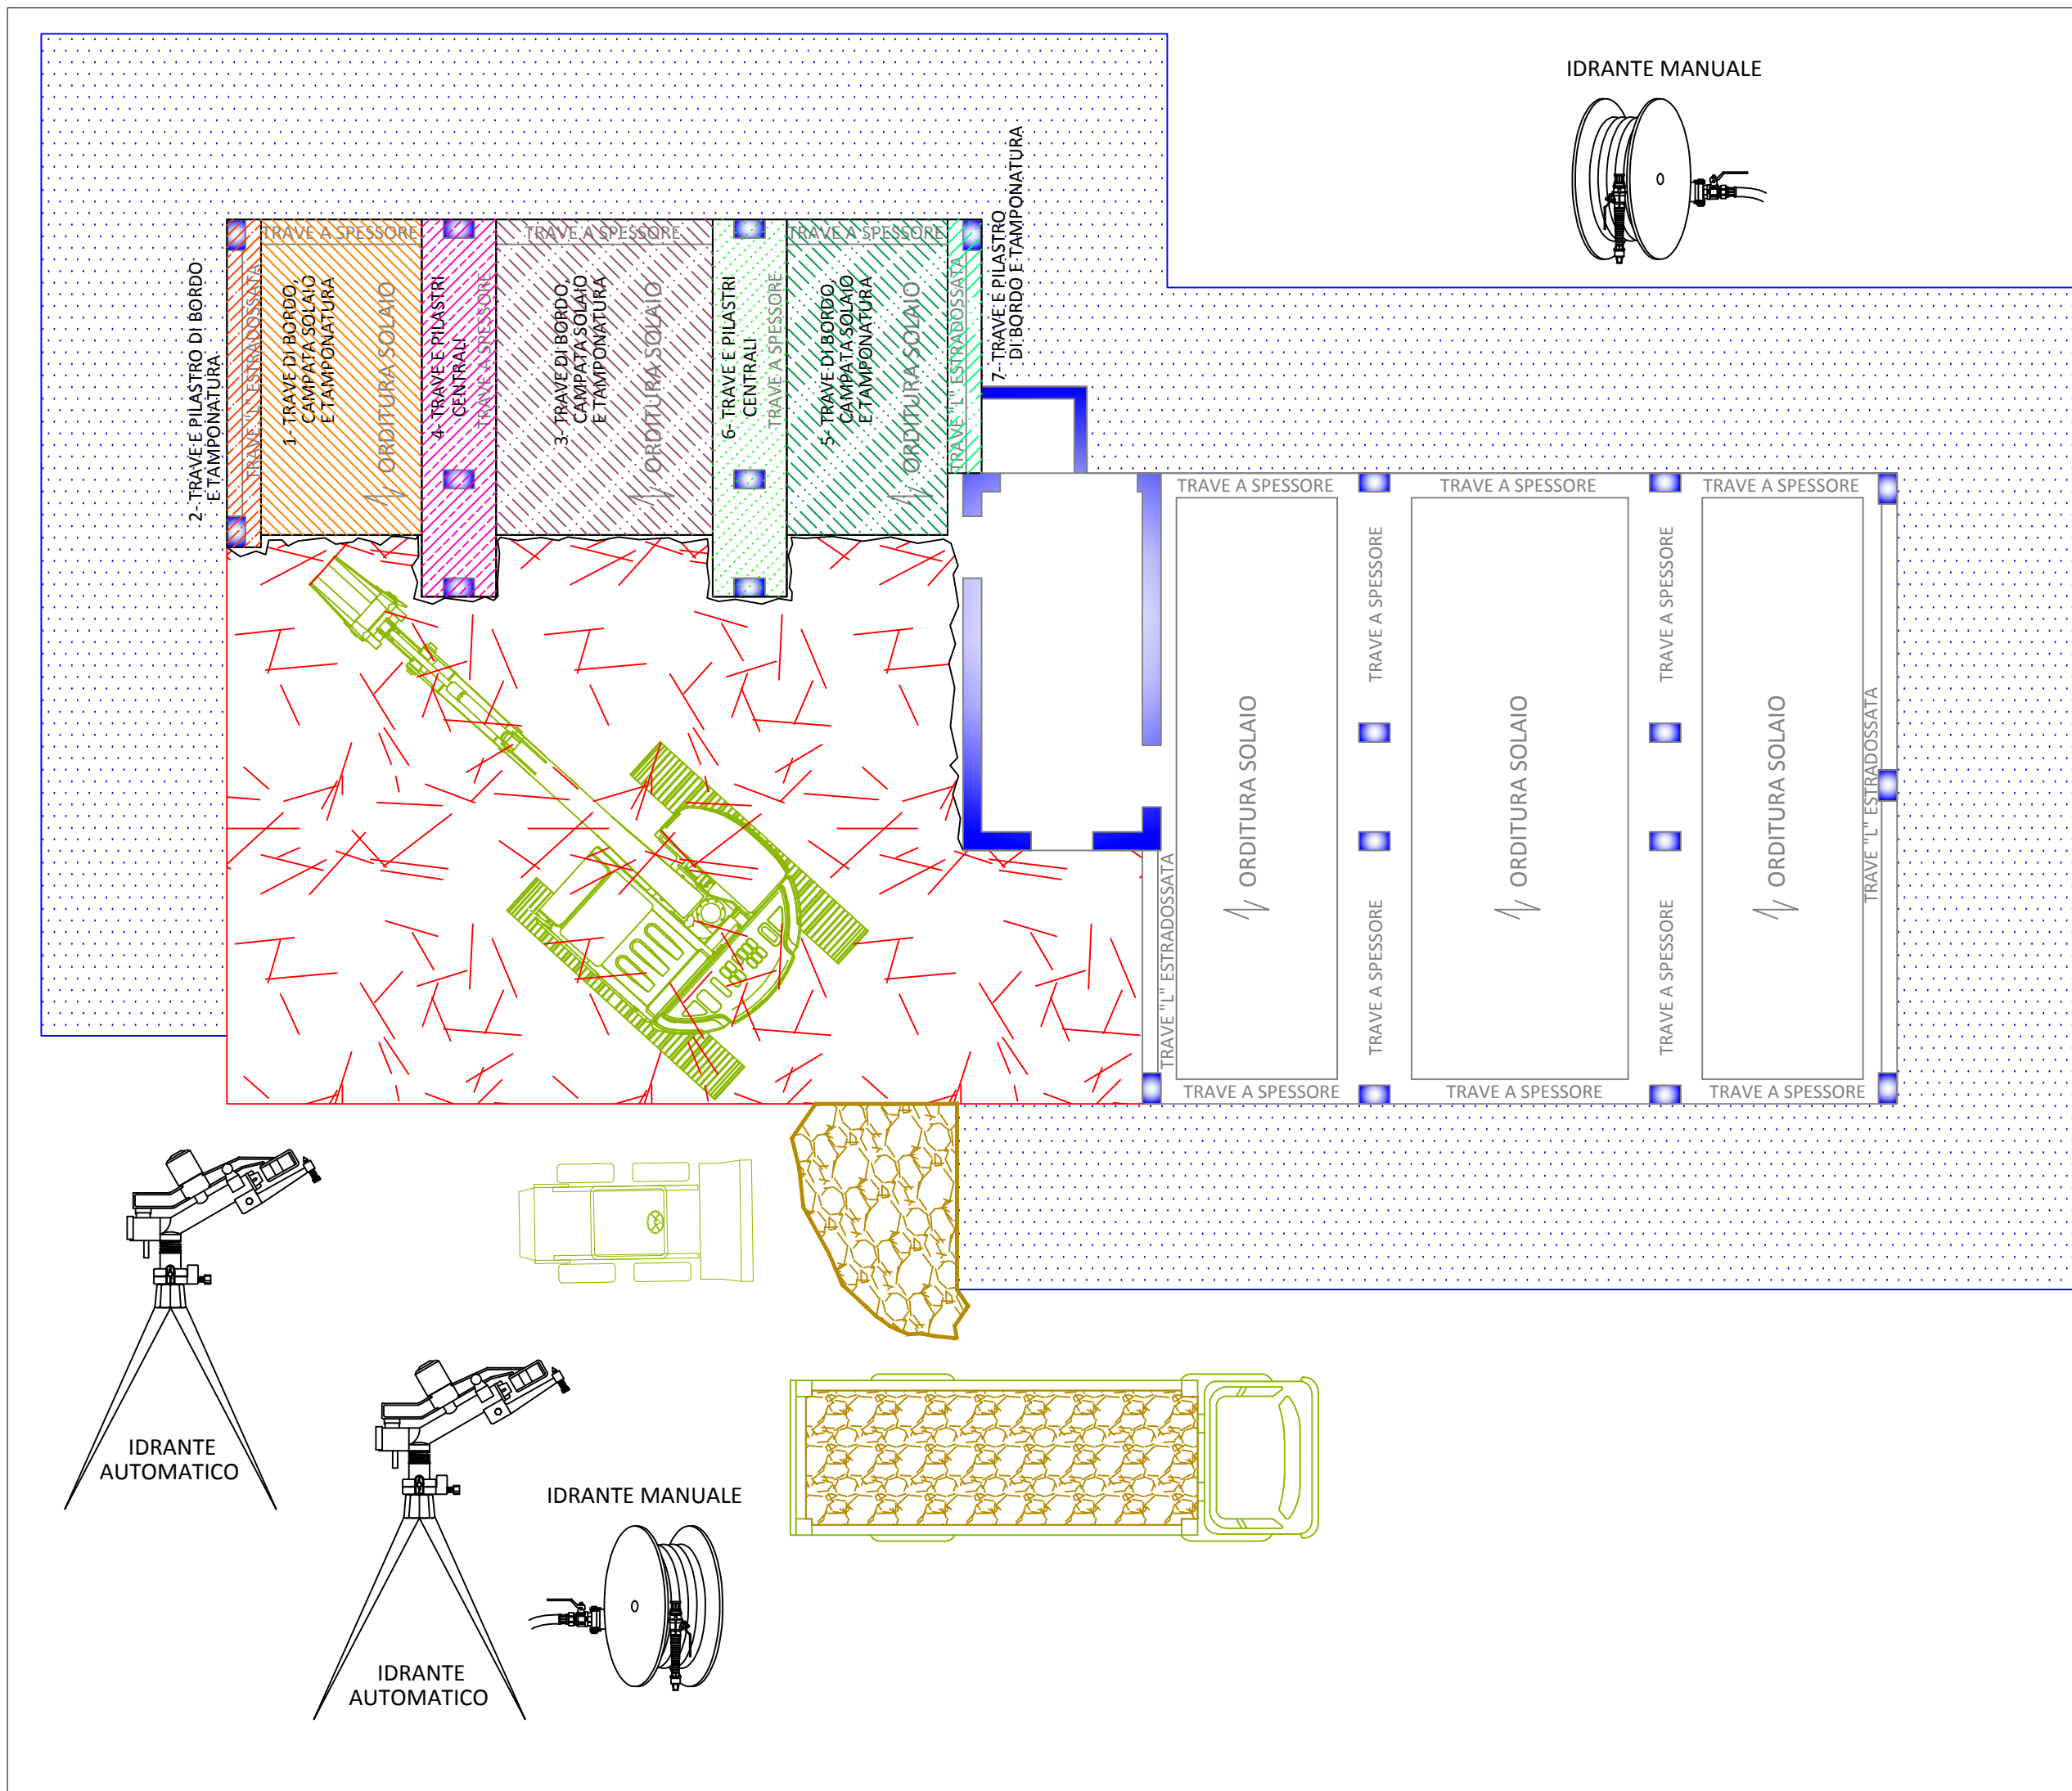 IDRANTE MANUALE
2- TRAVE E PILASTRO DI BORDO
E TAMPONATURA
TRAVE "L" ESTRADOSSATA
TRAVE A SPESSORE
1- TRAVE DI BORDO,
CAMPATA SOLAIO
E TAMPONATURA
ORDITURA SOLAIO
4- TRAVE E PILASTRI
CENTRALI
TRAVE A SPESSORE
TRAVE A SPESSORE
3- TRAVE DI BORDO,
CAMPATA SOLAIO
E TAMPONATURA
ORDITURA SOLAIO
6- TRAVE E PILASTRI
CENTRALI
TRAVE A SPESSORE
TRAVE A SPESSORE
5- TRAVE DI BORDO,
CAMPATA SOLAIO
E TAMPONATURA
ORDITURA SOLAIO
TRAVE "L" ESTRADOSSATA
7- TRAVE E PILASTRO
DI BORDO E TAMPONATURA
TRAVE A SPESSORE
TRAVE A SPESSORE
TRAVE A SPESSORE
TRAVE A SPESSORE
TRAVE A SPESSORE
ORDITURA SOLAIO
ORDITURA SOLAIO
ORDITURA SOLAIO
TRAVE "L" ESTRADOSSATA
TRAVE "L" ESTRADOSSATA
TRAVE A SPESSORE
TRAVE A SPESSORE
TRAVE A SPESSORE
TRAVE A SPESSORE
TRAVE A SPESSORE
IDRANTE
AUTOMATICO
IDRANTE MANUALE
IDRANTE
AUTOMATICO